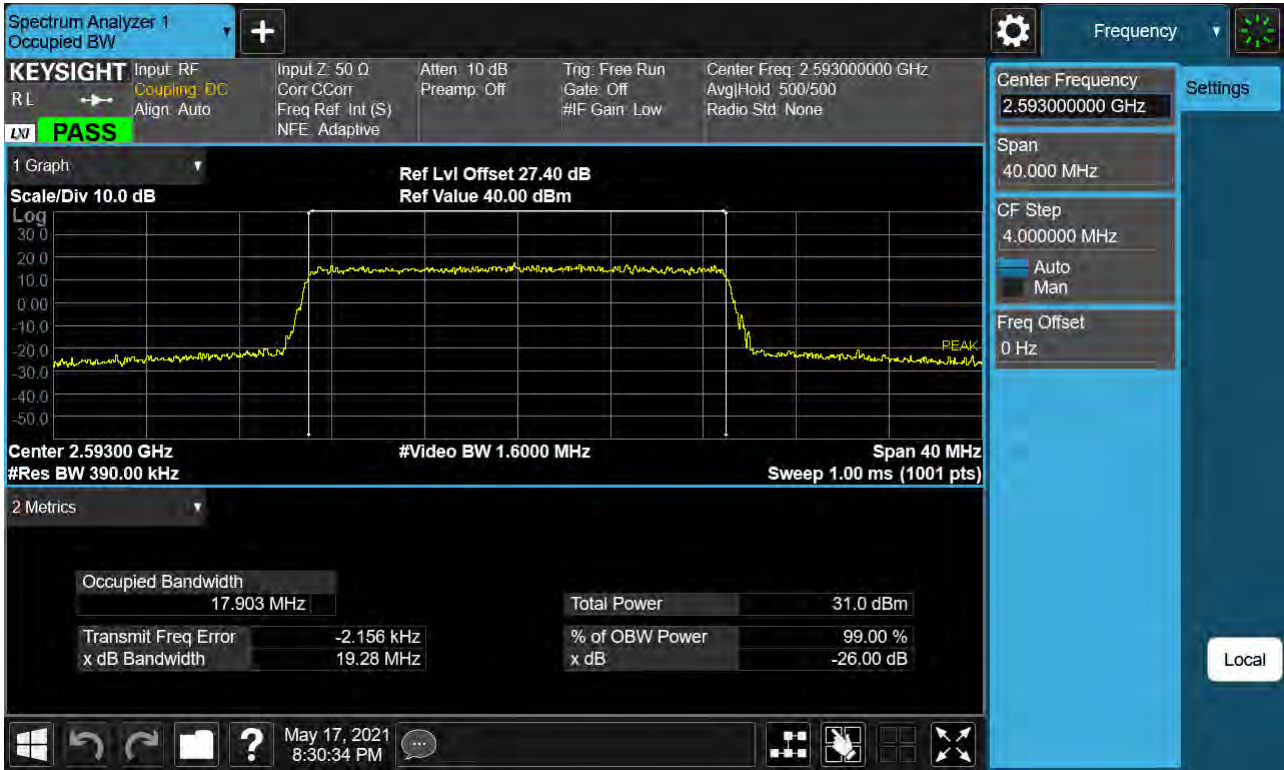 Spectrum Analyzer 1
Occupied BW
Frequency
KEYSIGHT
R L
LXI PASS
Input: RF
Coupling: DC
Align: Auto
Input Z: 50 Ω
Corr CCorr
Freq Ref: Int (S)
NFE: Adaptive
Atten: 10 dB
Preamp: Off
Trig: Free Run
Gate: Off
#IF Gain: Low
Center Freq: 2.593000000 GHz
Avg|Hold: 500/500
Radio Std: None
Center Frequency
2.593000000 GHz
Settings
Span
40.000 MHz
CF Step
4.000000 MHz
Auto
Man
Freq Offset
0 Hz
Local
1 Graph
Scale/Div 10.0 dB
Ref Lvl Offset 27.40 dB
Ref Value 40.00 dBm
Log
30.0
20.0
10.0
0.00
-10.0
-20.0
-30.0
-40.0
-50.0
PEAK
Center 2.59300 GHz
#Video BW 1.6000 MHz
Span 40 MHz
#Res BW 390.00 kHz
Sweep 1.00 ms (1001 pts)
2 Metrics
Occupied Bandwidth
17.903 MHz
Total Power 31.0 dBm
Transmit Freq Error -2.156 kHz
% of OBW Power 99.00 %
x dB Bandwidth 19.28 MHz
x dB -26.00 dB
?
May 17, 2021
8:30:34 PM